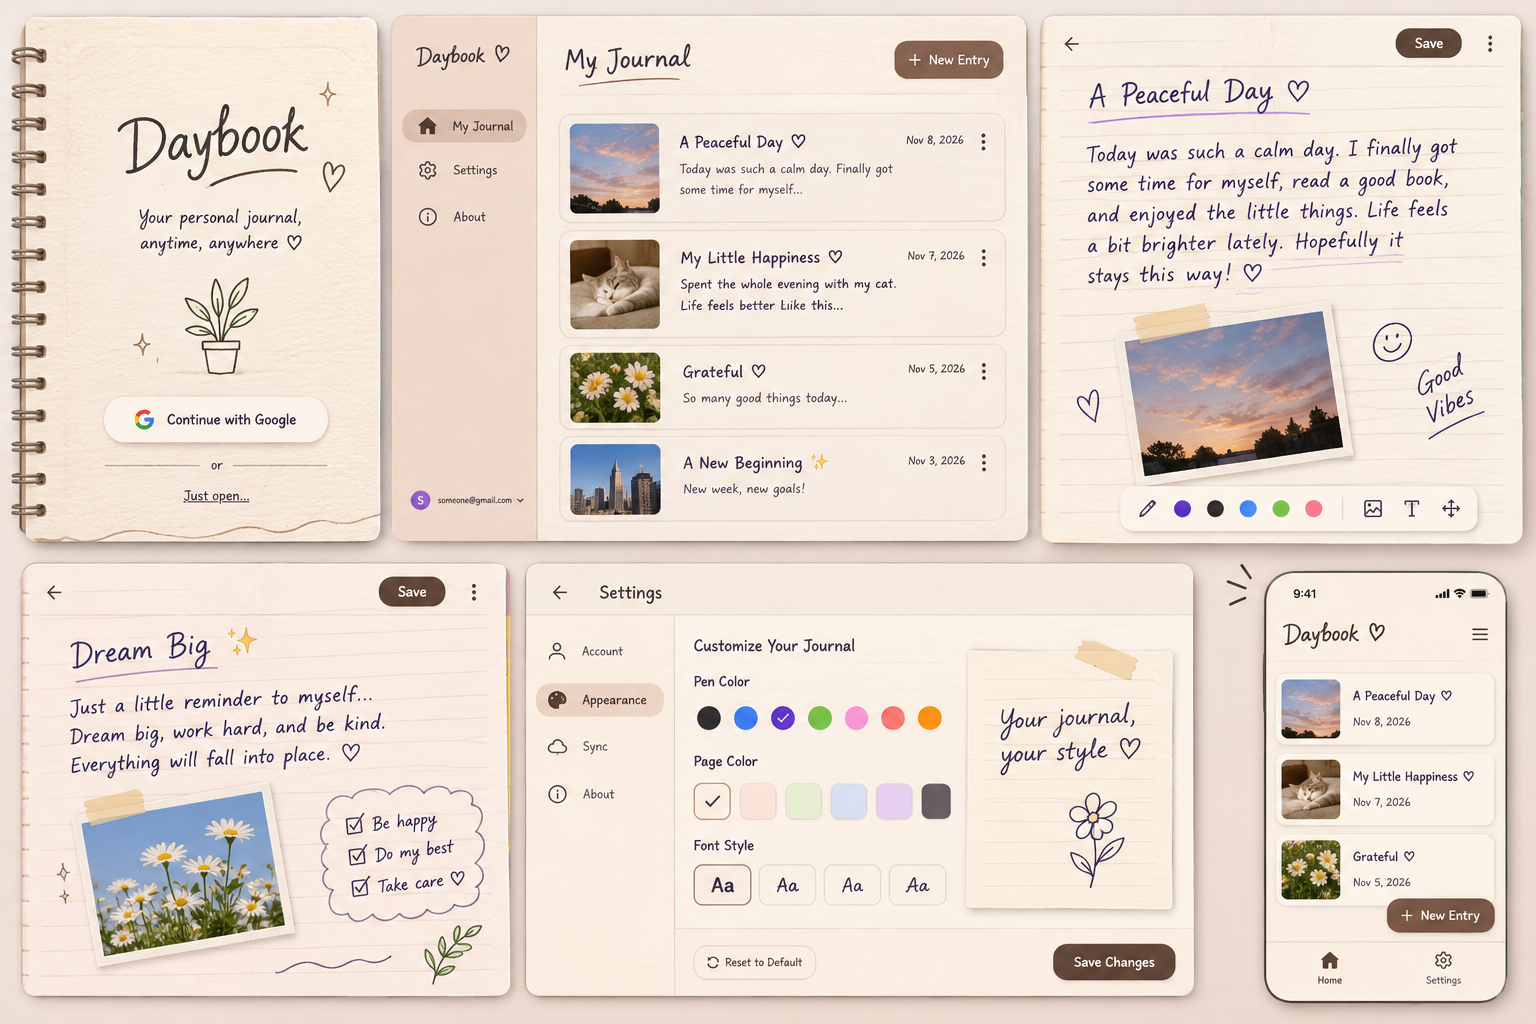 Daybook
Your personal journal,
anytime, anywhere ♡
G Continue with Google
or
Just open...
Daybook ♡
My Journal
Settings
About
S someone@gmail.com
My Journal
+ New Entry
A Peaceful Day ♡
Nov 8, 2026
Today was such a calm day. Finally got
some time for myself...
My Little Happiness ♡
Nov 7, 2026
Spent the whole evening with my cat.
Life feels better Liike this...
Grateful ♡
Nov 5, 2026
So many good things today...
A New Beginning ✨
Nov 3, 2026
New week, new goals!
Save
A Peaceful Day ♡
Today was such a calm day. I finally got
some time for myself, read a good book,
and enjoyed the little things. Life feels
a bit brighter lately. Hopefully it
stays this way! ♡
Good
Vibes
T
Save
Dream Big ✨
Just a little reminder to myself...
Dream big, work hard, and be kind.
Everything will fall into place. ♡
Be happy
Do my best
Take care ♡
Settings
Account
Appearance
Sync
About
Customize Your Journal
Pen Color
Page Color
Font Style
Aa Aa Aa Aa
Your journal,
your style ♡
Reset to Default
Save Changes
9:41
Daybook ♡
A Peaceful Day ♡
Nov 8, 2026
My Little Happiness ♡
Nov 7, 2026
Grateful ♡
Nov 5, 2026
+ New Entry
Home
Settings